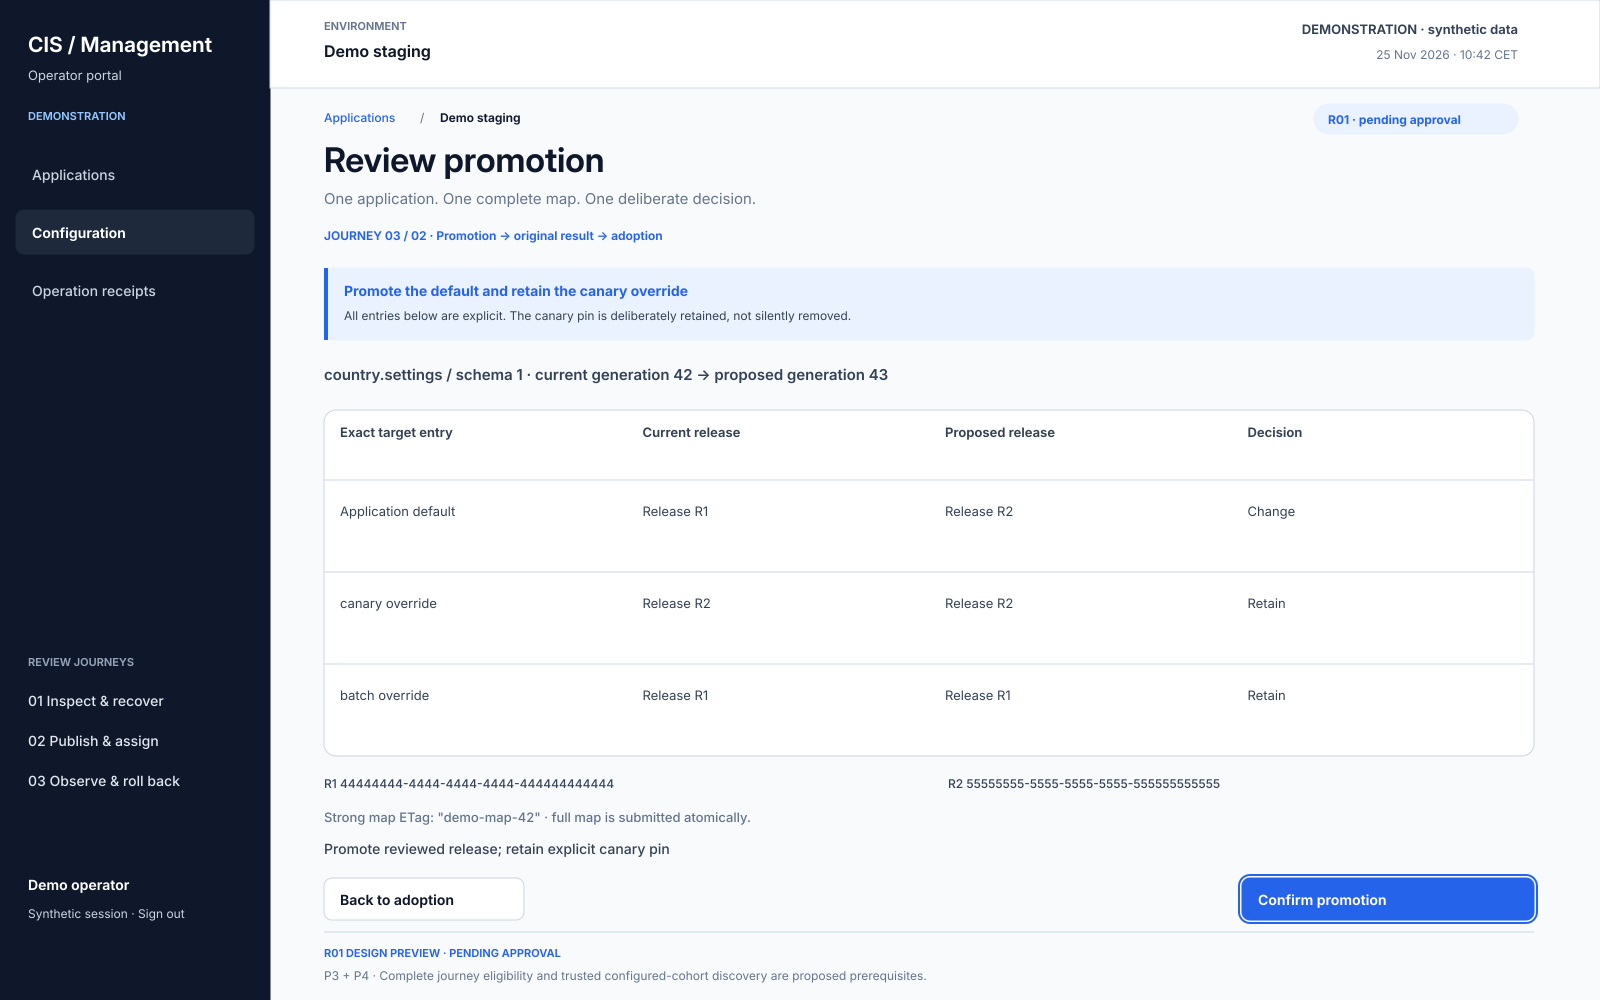 CIS / Management
Operator portal
DEMONSTRATION
Applications
Configuration
Operation receipts
REVIEW JOURNEYS
01 Inspect & recover
02 Publish & assign
03 Observe & roll back
Demo operator
Synthetic session · Sign out
ENVIRONMENT
Demo staging
DEMONSTRATION · synthetic data
25 Nov 2026 · 10:42 CET
Applications / Demo staging
R01 · pending approval
Review promotion
One application. One complete map. One deliberate decision.
JOURNEY 03 / 02 · Promotion → original result → adoption
Promote the default and retain the canary override
All entries below are explicit. The canary pin is deliberately retained, not silently removed.
country.settings / schema 1 · current generation 42 → proposed generation 43
Exact target entry Current release Proposed release Decision
Application default Release R1 Release R2 Change
canary override Release R2 Release R2 Retain
batch override Release R1 Release R1 Retain
R1 44444444-4444-4444-4444-444444444444 R2 55555555-5555-5555-5555-555555555555
Strong map ETag: "demo-map-42" · full map is submitted atomically.
Promote reviewed release; retain explicit canary pin
Back to adoption Confirm promotion
R01 DESIGN PREVIEW · PENDING APPROVAL
P3 + P4 · Complete journey eligibility and trusted configured-cohort discovery are proposed prerequisites.